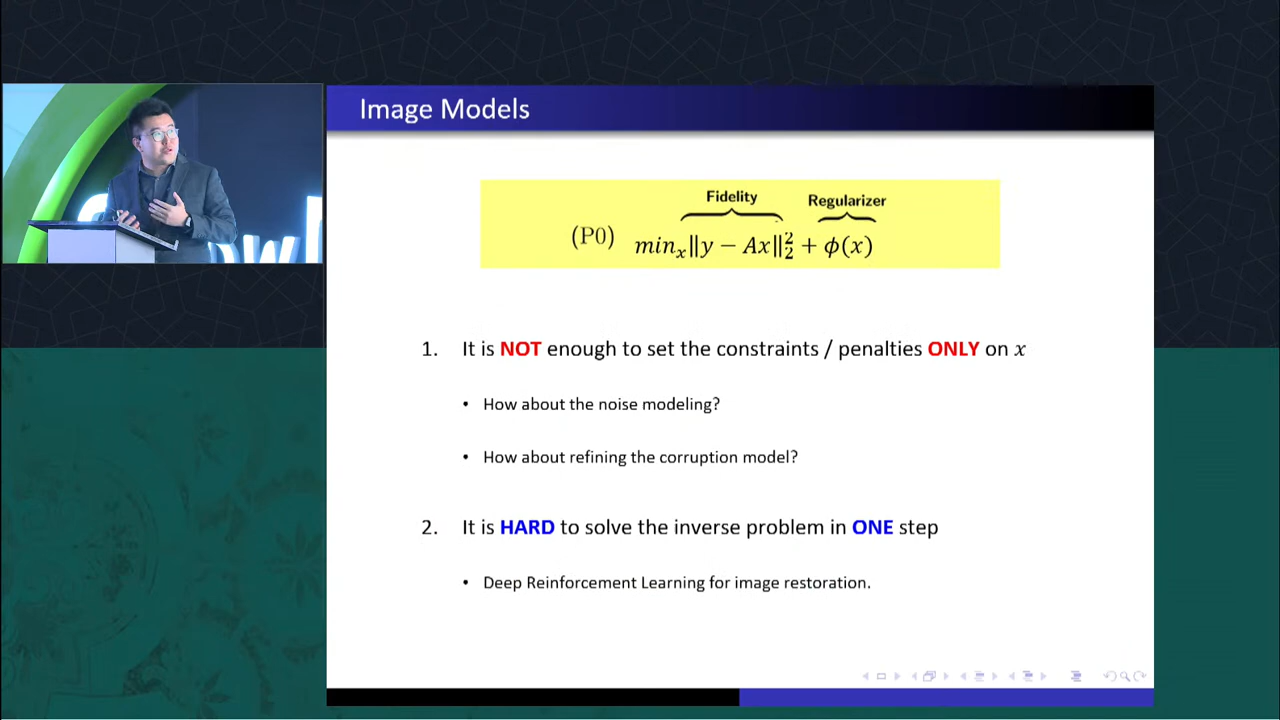 Image Models
Fidelity
Regularizer
(P0) min_x ||y − Ax||_2^2 + ϕ(x)
1. It is NOT enough to set the constraints / penalties ONLY on x
• How about the noise modeling?
• How about refining the corruption model?
2. It is HARD to solve the inverse problem in ONE step
• Deep Reinforcement Learning for image restoration.